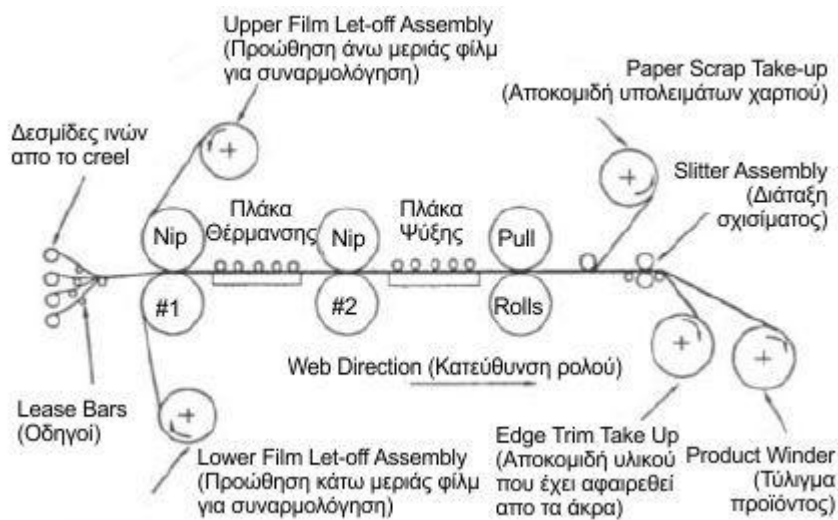 Upper Film Let-off Assembly
(Προώθηση άνω μεριάς φίλμ
για συναρμολόγηση)
Paper Scrap Take-up
(Αποκομιδή υπολειμάτων χαρτιού)
Δεσμίδες ινών
απο το creel
Slitter Assembly
(Διάταξη
σχισίματος)
Nip
Πλάκα
Θέρμανσης
Nip
Πλάκα
Ψύξης
Pull
#1
#2
Rolls
Web Direction (Κατεύθυνση ρολού)
Lease Bars
(Οδηγοί)
Lower Film Let-off Assembly
(Προώθηση κάτω μεριάς φίλμ
για συναρμολόγηση)
Edge Trim Take Up
(Αποκομιδή υλικού
που έχει αφαιρεθεί
απο τα άκρα)
Product Winder
(Τύλιγμα
προϊόντος)